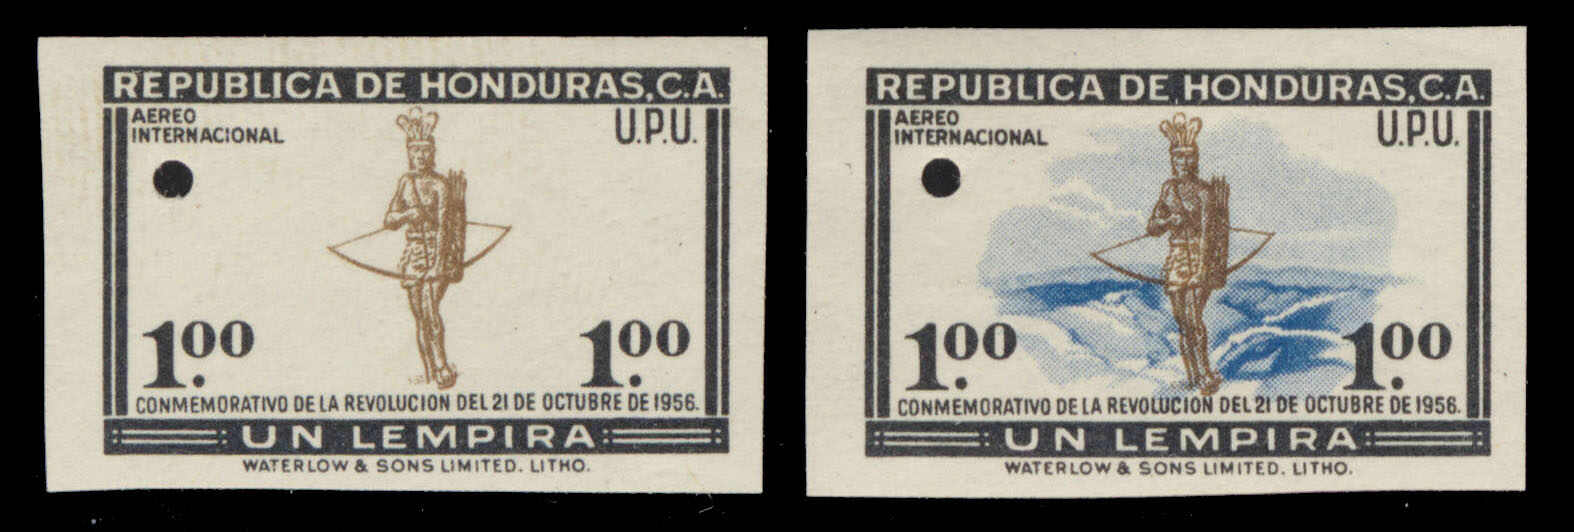 REPUBLICA DE HONDURAS, C.A.
AEREO
INTERNACIONAL
U.P.U.
1.00
1.00
CONMEMORATIVO DE LA REVOLUCION DEL 21 DE OCTUBRE DE 1956.
UN LEMPIRA
WATERLOW & SONS LIMITED. LITHO.
REPUBLICA DE HONDURAS, C.A.
AEREO
INTERNACIONAL
U.P.U.
1.00
1.00
CONMEMORATIVO DE LA REVOLUCION DEL 21 DE OCTUBRE DE 1956.
UN LEMPIRA
WATERLOW & SONS LIMITED. LITHO.